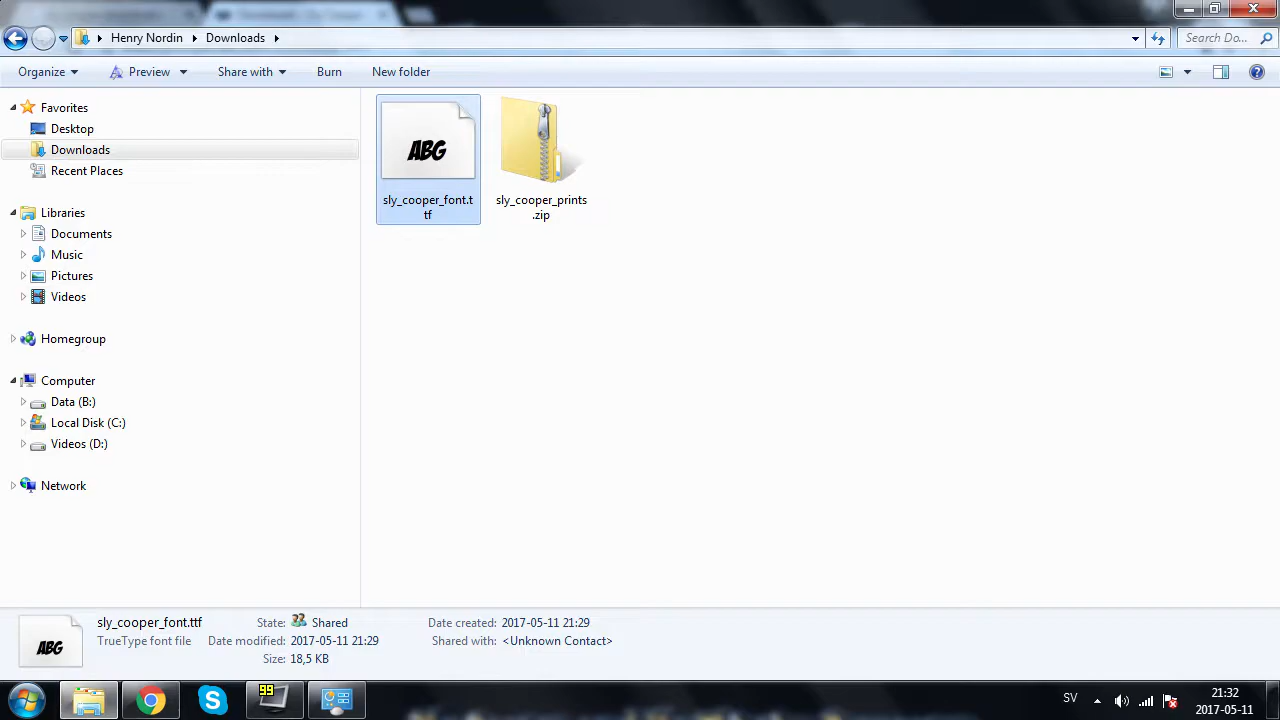 Henry Nordin
Downloads
Search Do...
Organize
Preview
Share with
Burn
New folder
Favorites
Desktop
Downloads
Recent Places
Libraries
Documents
Music
Pictures
Videos
Homegroup
Computer
Data (B:)
Local Disk (C:)
Videos (D:)
Network
ABG
sly_cooper_font.t
tf
sly_cooper_prints
.zip
ABG
sly_cooper_font.ttf
State: Shared
Date created: 2017-05-11 21:29
TrueType font file
Date modified: 2017-05-11 21:29
Shared with: <Unknown Contact>
Size: 18,5 KB
99
SV
21:32
2017-05-11